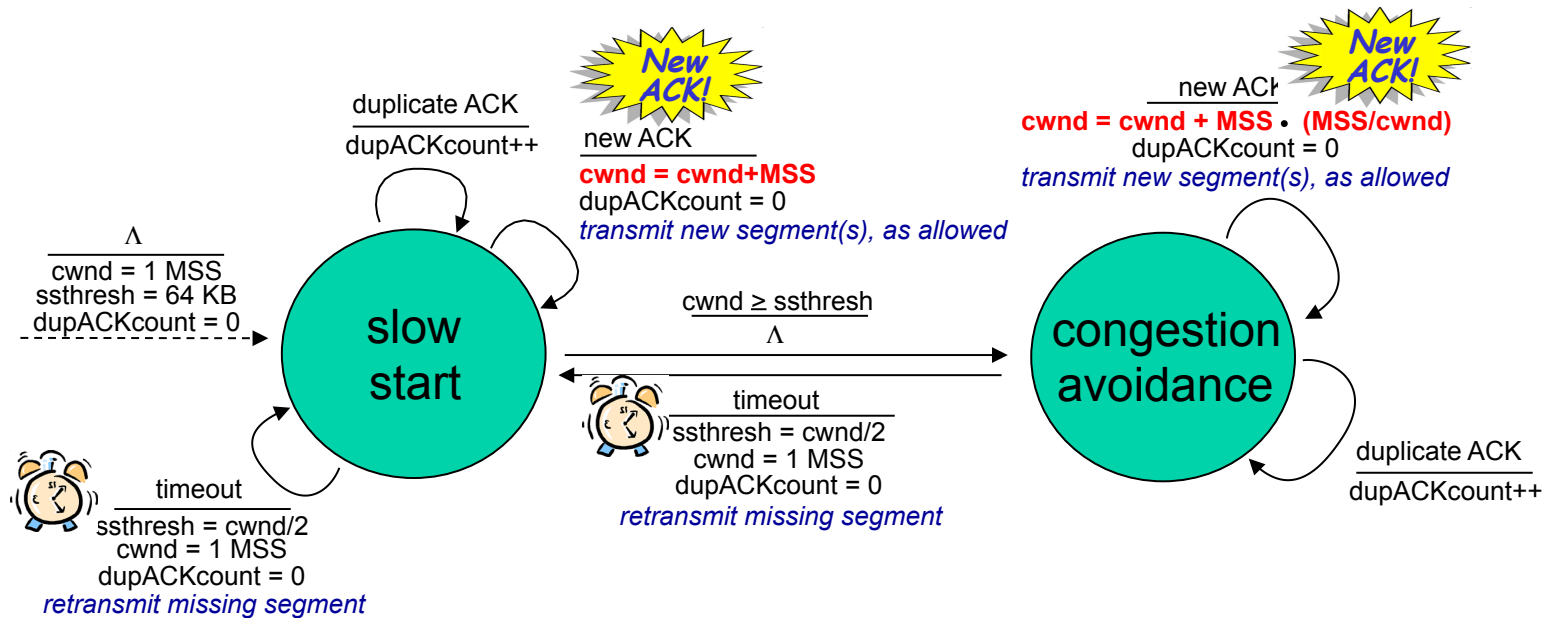 New
ACK!
duplicate ACK
dupACKcount++
new ACK
cwnd = cwnd+MSS
dupACKcount = 0
transmit new segment(s), as allowed
Λ
cwnd = 1 MSS
ssthresh = 64 KB
dupACKcount = 0
slow
start
timeout
ssthresh = cwnd/2
cwnd = 1 MSS
dupACKcount = 0
retransmit missing segment
cwnd ≥ ssthresh
Λ
timeout
ssthresh = cwnd/2
cwnd = 1 MSS
dupACKcount = 0
retransmit missing segment
New
ACK!
new ACK
cwnd = cwnd + MSS • (MSS/cwnd)
dupACKcount = 0
transmit new segment(s), as allowed
congestion
avoidance
duplicate ACK
dupACKcount++